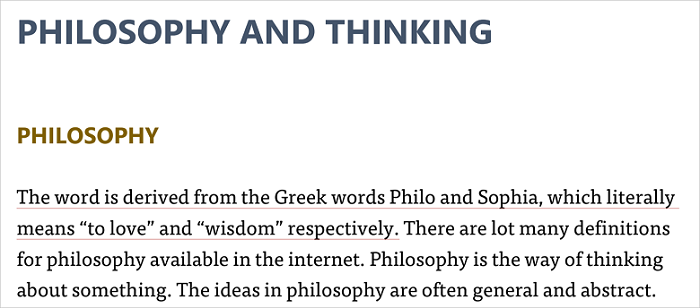 PHILOSOPHY AND THINKING
PHILOSOPHY
The word is derived from the Greek words Philo and Sophia, which literally
means “to love” and “wisdom” respectively. There are lot many definitions
for philosophy available in the internet. Philosophy is the way of thinking
about something. The ideas in philosophy are often general and abstract.